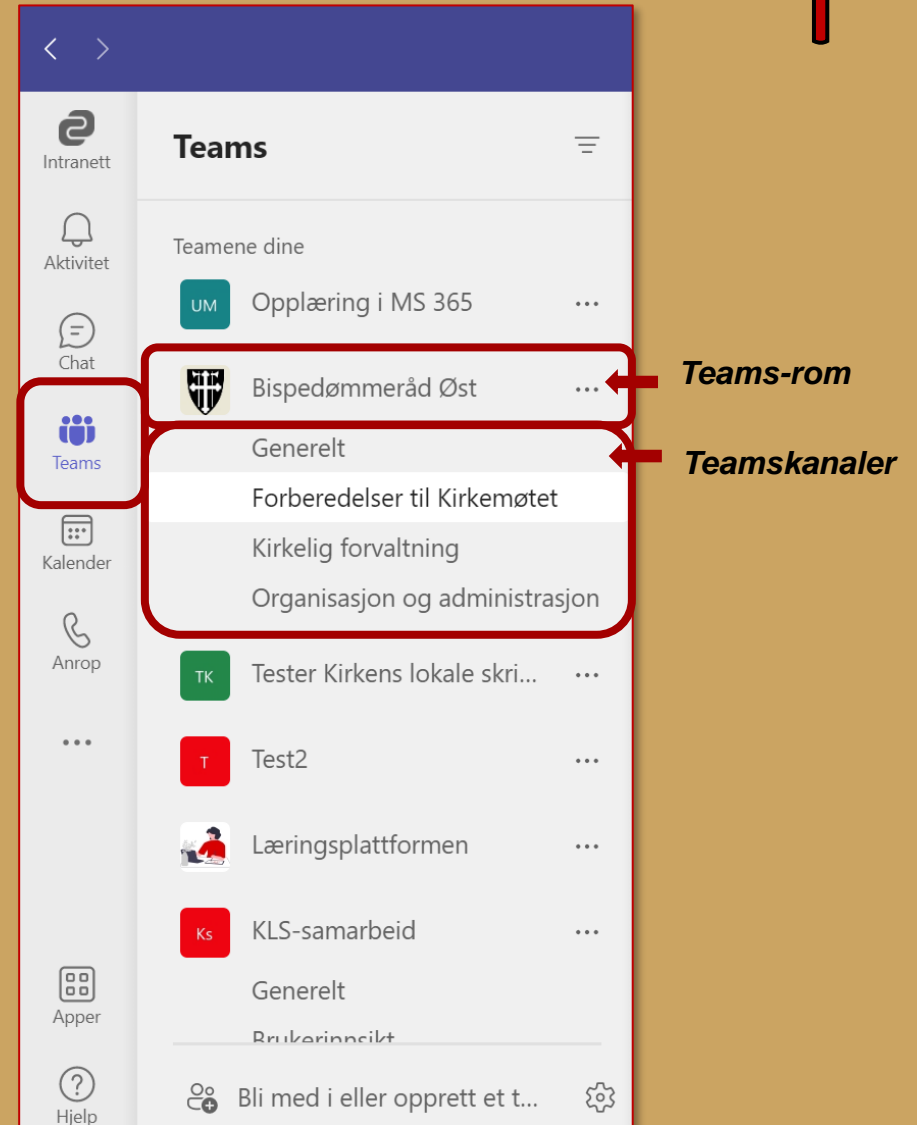 Intranett
Aktivitet
Chat
Teams
Kalender
Anrop
Apper
Hjelp
Teams
Teamene dine
UM Opplæring i MS 365
Bispedømmeråd Øst
Generelt
Forberedelser til Kirkemøtet
Kirkelig forvaltning
Organisasjon og administrasjon
TK Tester Kirkens lokale skri...
T Test2
Læringsplattformen
Ks KLS-samarbeid
Generelt
Brukerinnsikt
Bli med i eller opprett et t...
Teams-rom
Teamskanaler